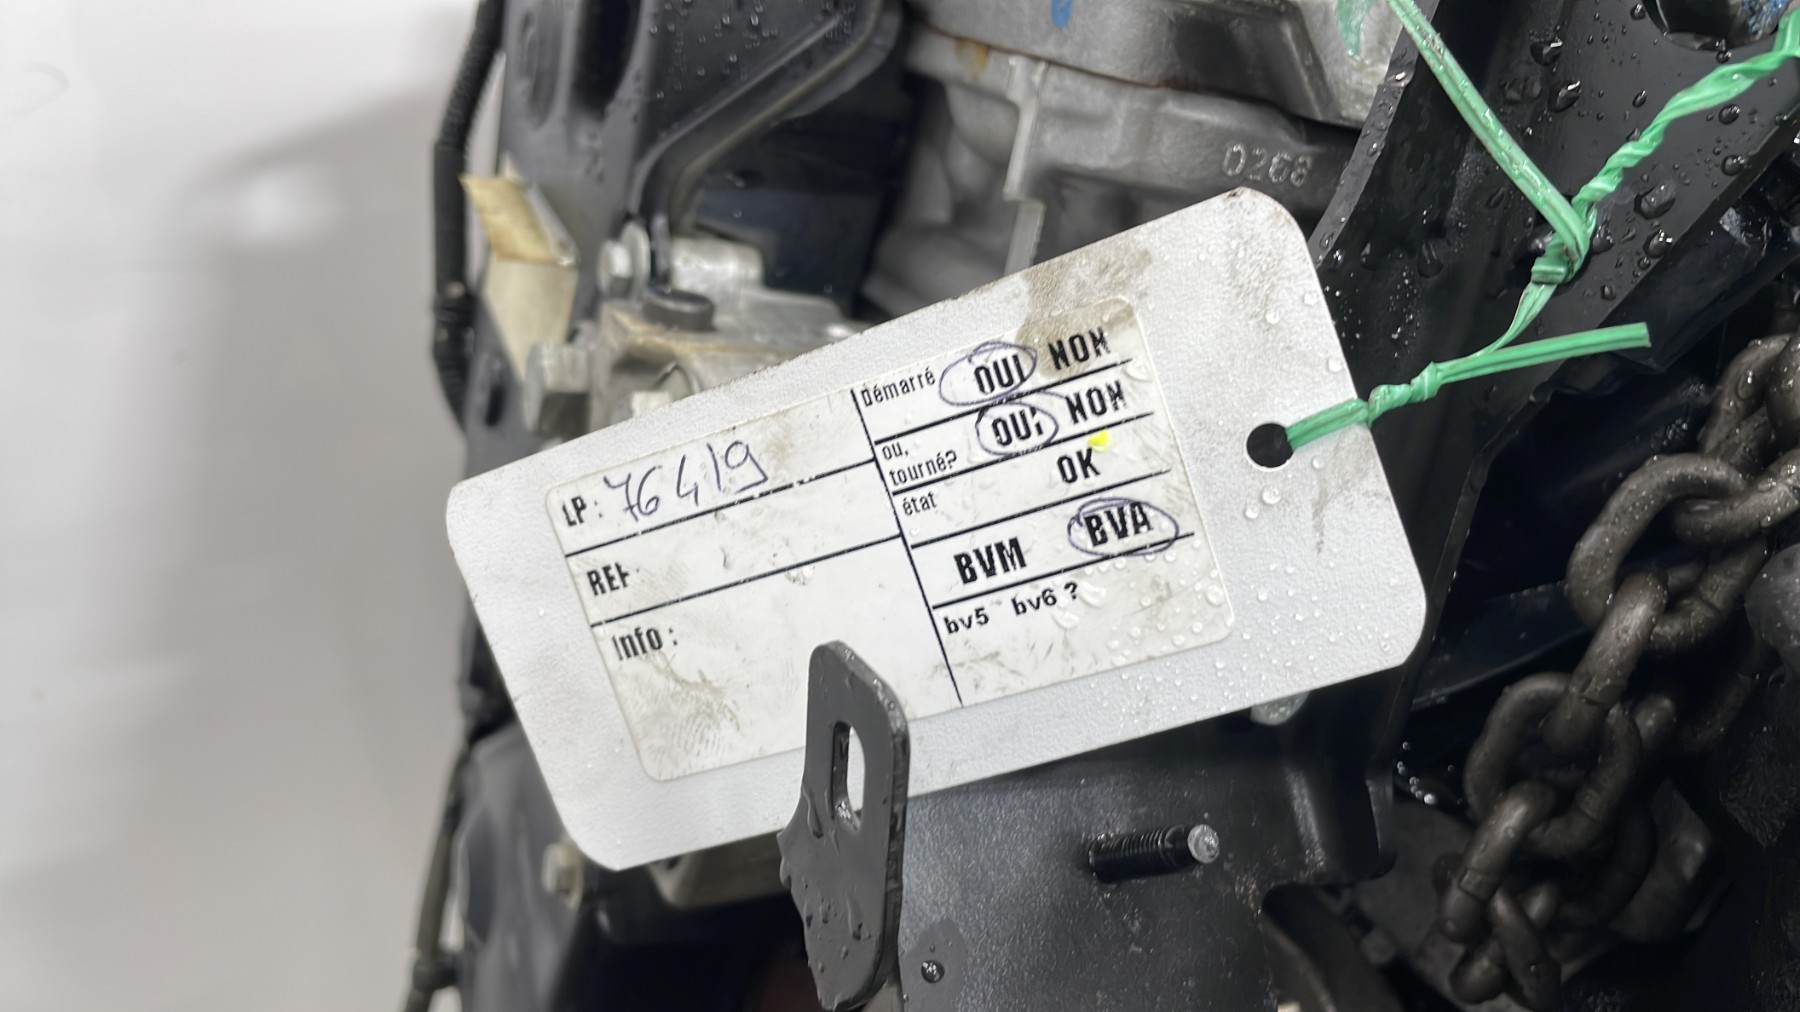 0268
LP : 76419
REF
Info :
Démarré OUI NON
ou,
tourné? OUI NON
état OK
BVM BVA
bv5 bv6 ?